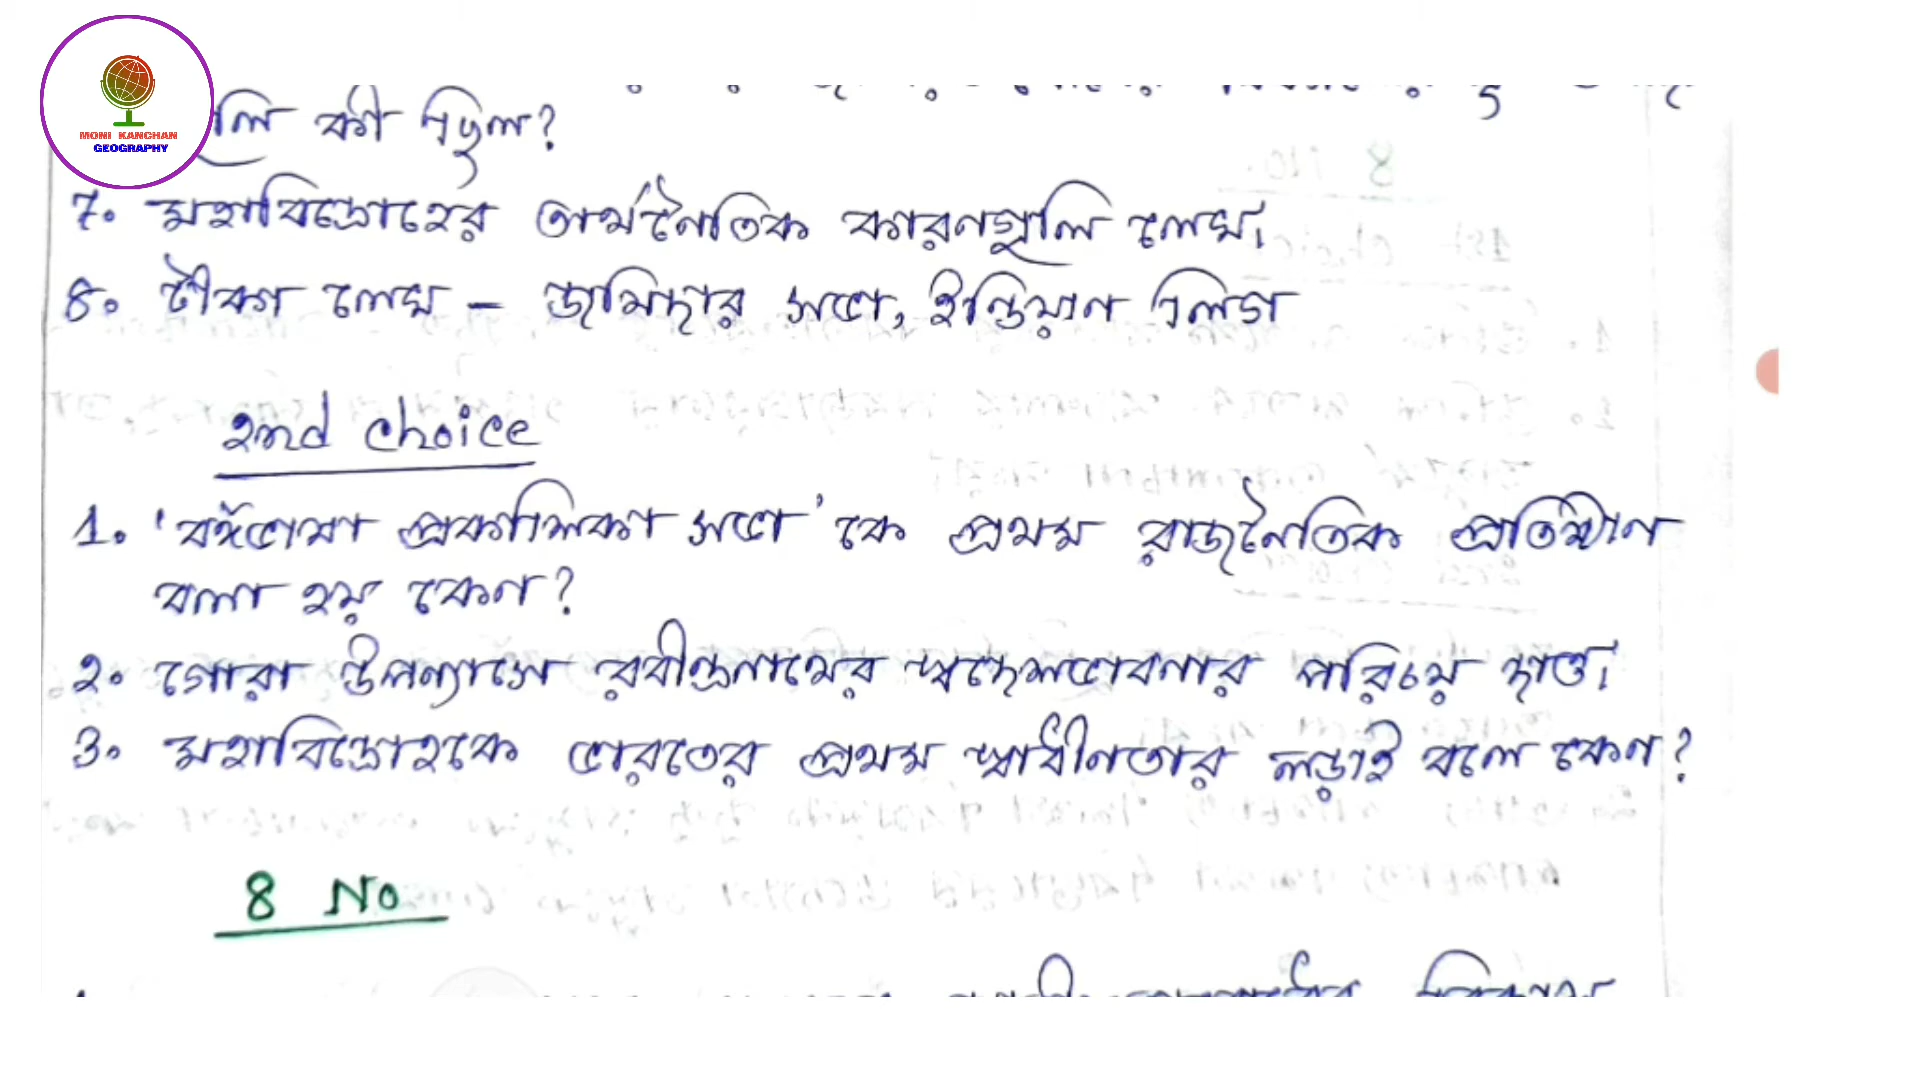 MONI KANCHAN
GEOGRAPHY
লি কী ছিল?
7. মহাবিদ্রোহের অর্থনৈতিক কারণগুলি লেখ।
8. টীকা লেখ – জমিদার সভা, ইন্ডিয়ান লিগ
2nd choice
1. 'বঙ্গভাষা প্রকাশিকা সভা' কে প্রথম রাজনৈতিক প্রতিষ্ঠান
বলা হয় কেন?
2. গোরা উপন্যাসে রবীন্দ্রনাথের স্বদেশভাবনার পরিচয় দাও।
3. মহাবিদ্রোহকে ভারতের প্রথম স্বাধীনতার লড়াই বলে কেন?
8 No